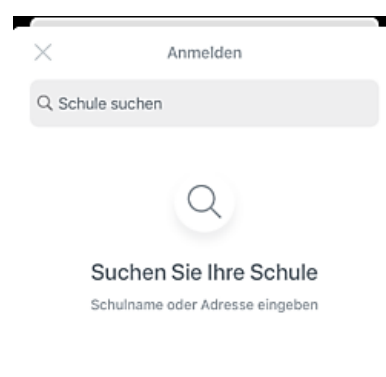 Anmelden
Schule suchen
Suchen Sie Ihre Schule
Schulname oder Adresse eingeben